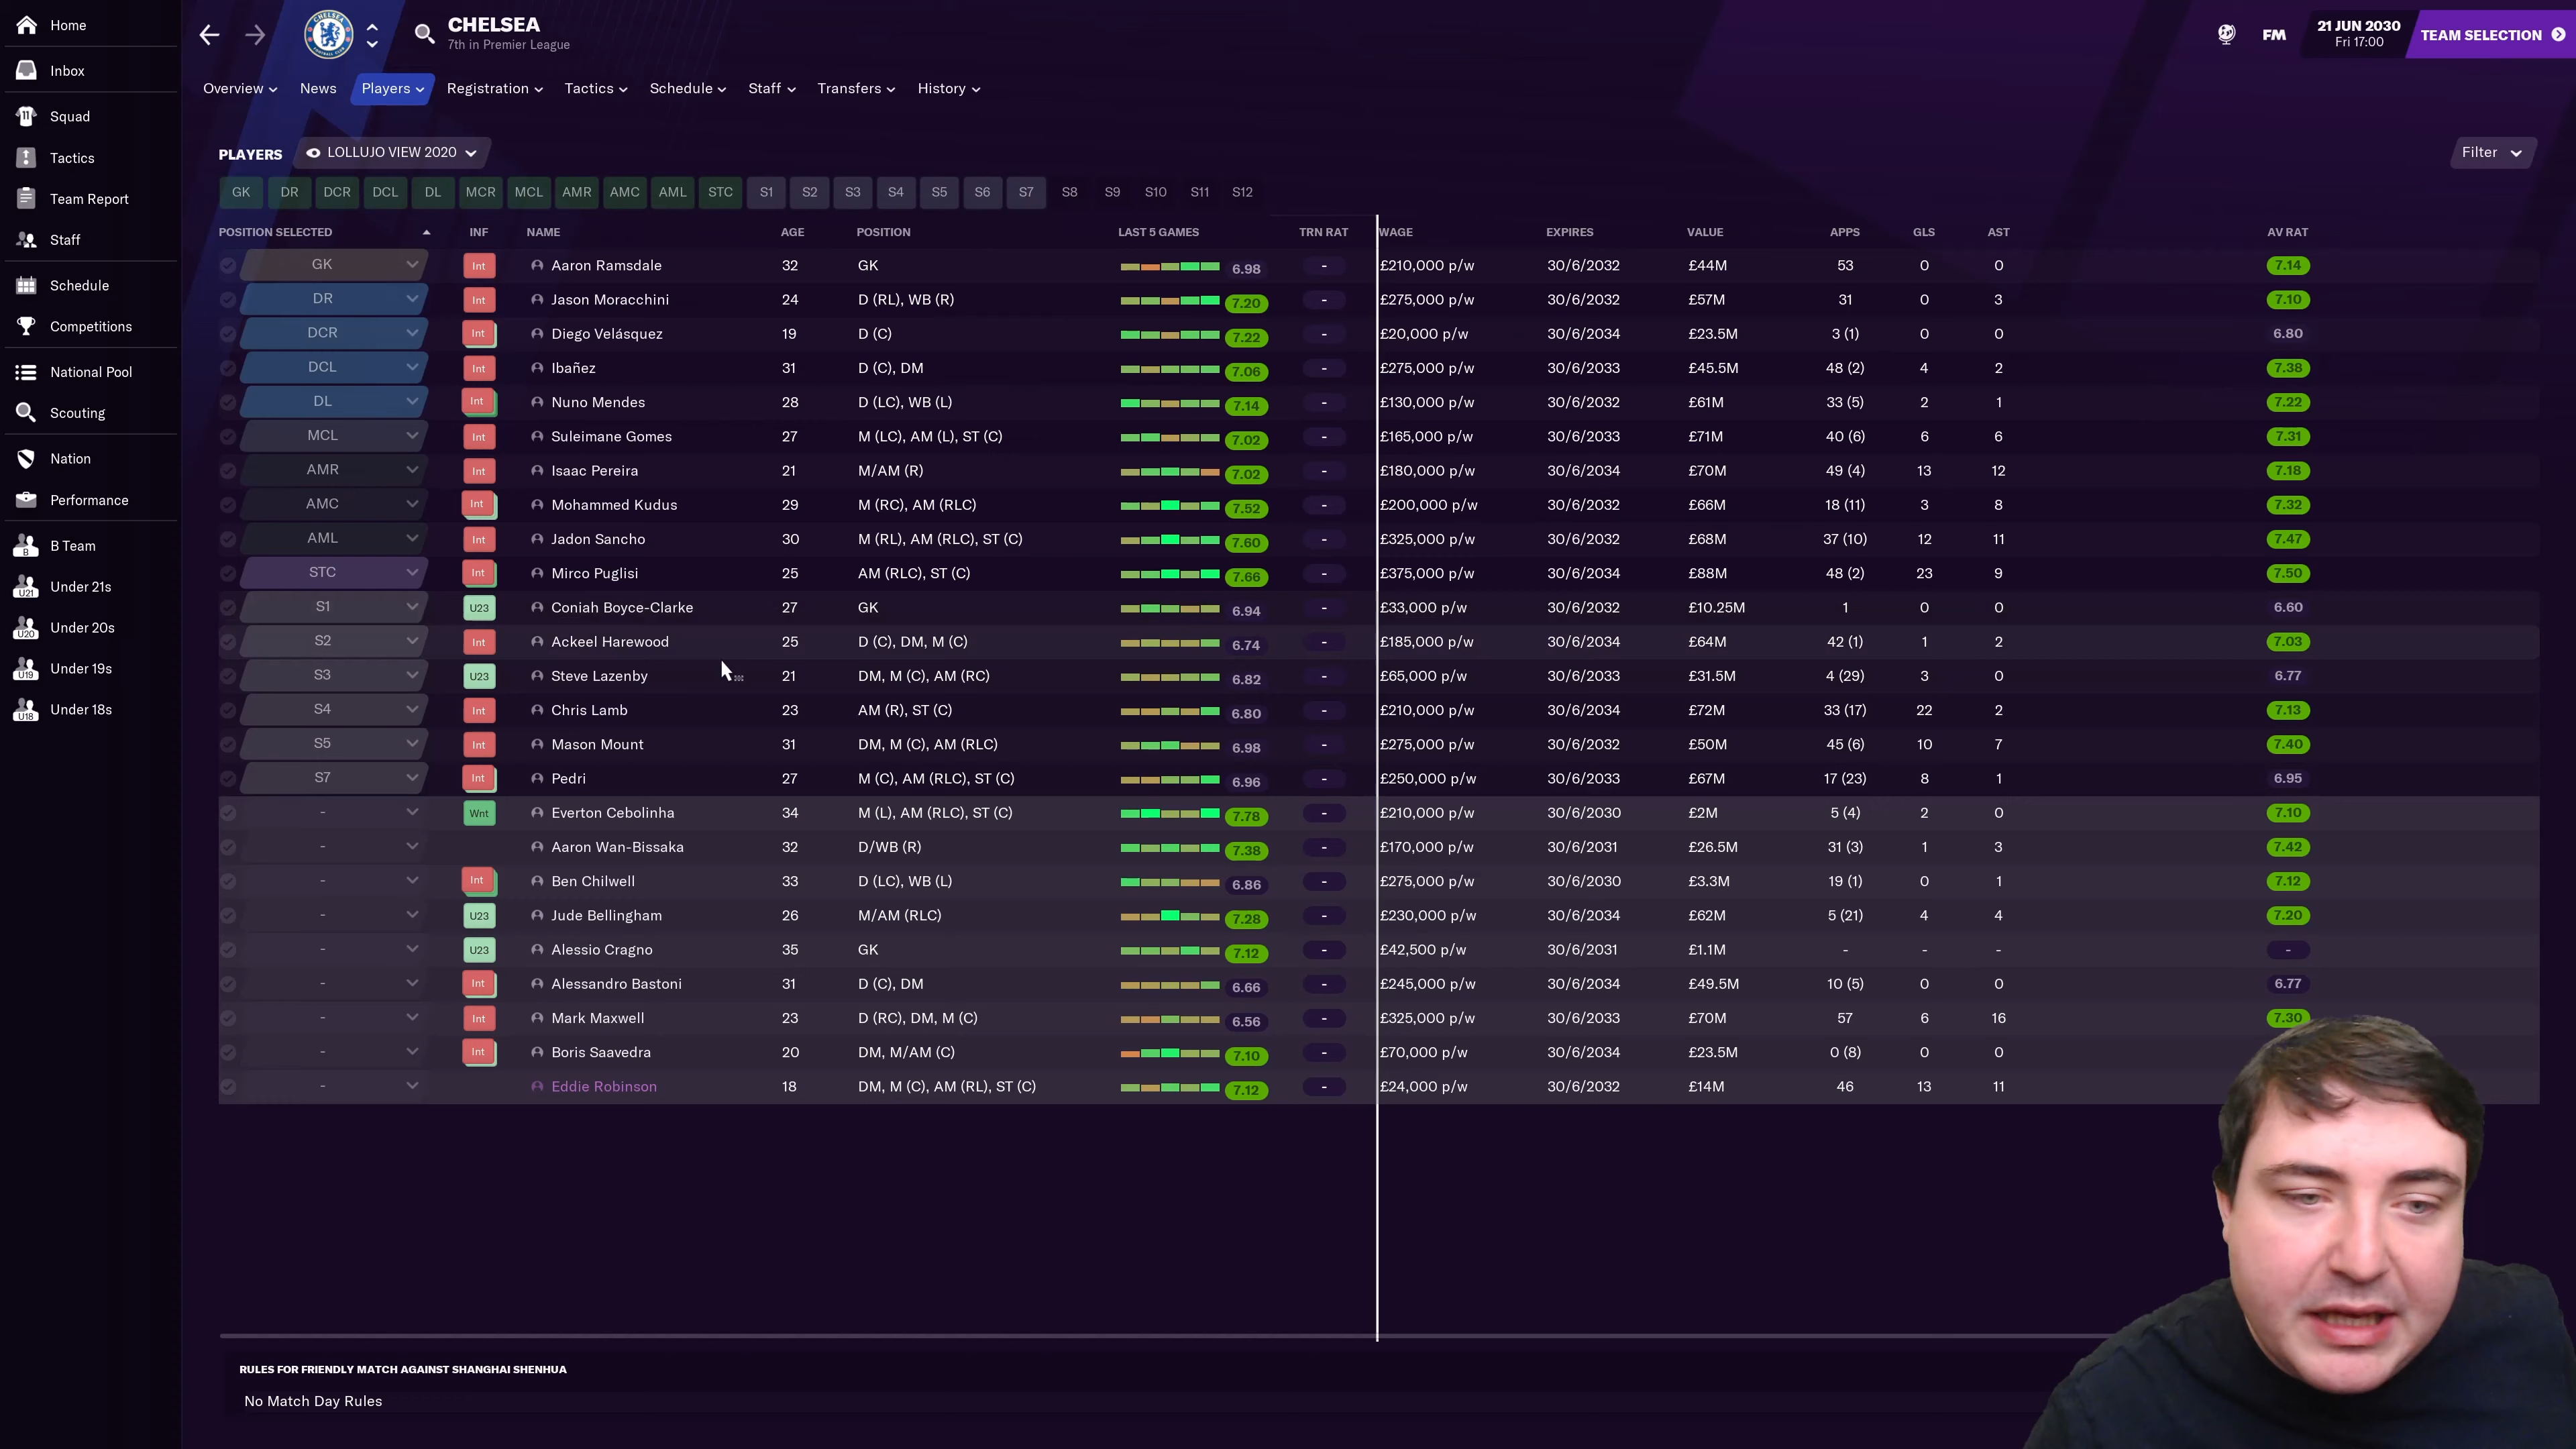 Home
Inbox
Squad
Tactics
Team Report
Staff
Schedule
Competitions
National Pool
Scouting
Nation
Performance
B Team
Under 21s
Under 20s
Under 19s
Under 18s
CHELSEA
7th in Premier League
FM
21 JUN 2030
Fri 17:00
TEAM SELECTION
Overview News Players Registration Tactics Schedule Staff Transfers History
PLAYERS LOLLUJO VIEW 2020 Filter
GK DR DCR DCL DL MCR MCL AMR AMC AML STC S1 S2 S3 S4 S5 S6 S7 S8 S9 S10 S11 S12
POSITION SELECTED INF NAME AGE POSITION LAST 5 GAMES TRN RAT WAGE EXPIRES VALUE APPS GLS AST AV RAT
GK Int Aaron Ramsdale 32 GK 6.98 - £210,000 p/w 30/6/2032 £44M 53 0 0 7.14
DR Int Jason Moracchini 24 D (RL), WB (R) 7.20 - £275,000 p/w 30/6/2032 £57M 31 0 3 7.10
DCR Int Diego Velásquez 19 D (C) 7.22 - £20,000 p/w 30/6/2034 £23.5M 3 (1) 0 0 6.80
DCL Int Ibañez 31 D (C), DM 7.06 - £275,000 p/w 30/6/2033 £45.5M 48 (2) 4 2 7.38
DL Int Nuno Mendes 28 D (LC), WB (L) 7.14 - £130,000 p/w 30/6/2032 £61M 33 (5) 2 1 7.22
MCL Int Suleimane Gomes 27 M (LC), AM (L), ST (C) 7.02 - £165,000 p/w 30/6/2033 £71M 40 (6) 6 6 7.31
AMR Int Isaac Pereira 21 M/AM (R) 7.02 - £180,000 p/w 30/6/2034 £70M 49 (4) 13 12 7.18
AMC Int Mohammed Kudus 29 M (RC), AM (RLC) 7.52 - £200,000 p/w 30/6/2032 £66M 18 (11) 3 8 7.32
AML Int Jadon Sancho 30 M (RL), AM (RLC), ST (C) 7.60 - £325,000 p/w 30/6/2032 £68M 37 (10) 12 11 7.47
STC Int Mirco Puglisi 25 AM (RLC), ST (C) 7.66 - £375,000 p/w 30/6/2034 £88M 48 (2) 23 9 7.50
S1 U23 Coniah Boyce-Clarke 27 GK 6.94 - £33,000 p/w 30/6/2032 £10.25M 1 0 0 6.60
S2 Int Ackeel Harewood 25 D (C), DM, M (C) 6.74 - £185,000 p/w 30/6/2034 £64M 42 (1) 1 2 7.03
S3 U23 Steve Lazenby 21 DM, M (C), AM (RC) 6.82 - £65,000 p/w 30/6/2033 £31.5M 4 (29) 3 0 6.77
S4 Int Chris Lamb 23 AM (R), ST (C) 6.80 - £210,000 p/w 30/6/2034 £72M 33 (17) 22 2 7.13
S5 Int Mason Mount 31 DM, M (C), AM (RLC) 6.98 - £275,000 p/w 30/6/2032 £50M 45 (6) 10 7 7.40
S7 Int Pedri 27 M (C), AM (RLC), ST (C) 6.96 - £250,000 p/w 30/6/2033 £67M 17 (23) 8 1 6.95
- Wnt Everton Cebolinha 34 M (L), AM (RLC), ST (C) 7.78 - £210,000 p/w 30/6/2030 £2M 5 (4) 2 0 7.10
- Aaron Wan-Bissaka 32 D/WB (R) 7.38 - £170,000 p/w 30/6/2031 £26.5M 31 (3) 1 3 7.42
- Int Ben Chilwell 33 D (LC), WB (L) 6.86 - £275,000 p/w 30/6/2030 £3.3M 19 (1) 0 1 7.12
- U23 Jude Bellingham 26 M/AM (RLC) 7.28 - £230,000 p/w 30/6/2034 £62M 5 (21) 4 4 7.20
- U23 Alessio Cragno 35 GK 7.12 - £42,500 p/w 30/6/2031 £1.1M - - - -
- Int Alessandro Bastoni 31 D (C), DM 6.66 - £245,000 p/w 30/6/2034 £49.5M 10 (5) 0 0 6.77
- Int Mark Maxwell 23 D (RC), DM, M (C) 6.56 - £325,000 p/w 30/6/2033 £70M 57 6 16 7.30
- Int Boris Saavedra 20 DM, M/AM (C) 7.10 - £70,000 p/w 30/6/2034 £23.5M 0 (8) 0 0
- Eddie Robinson 18 DM, M (C), AM (RL), ST (C) 7.12 - £24,000 p/w 30/6/2032 £14M 46 13 11
RULES FOR FRIENDLY MATCH AGAINST SHANGHAI SHENHUA
No Match Day Rules